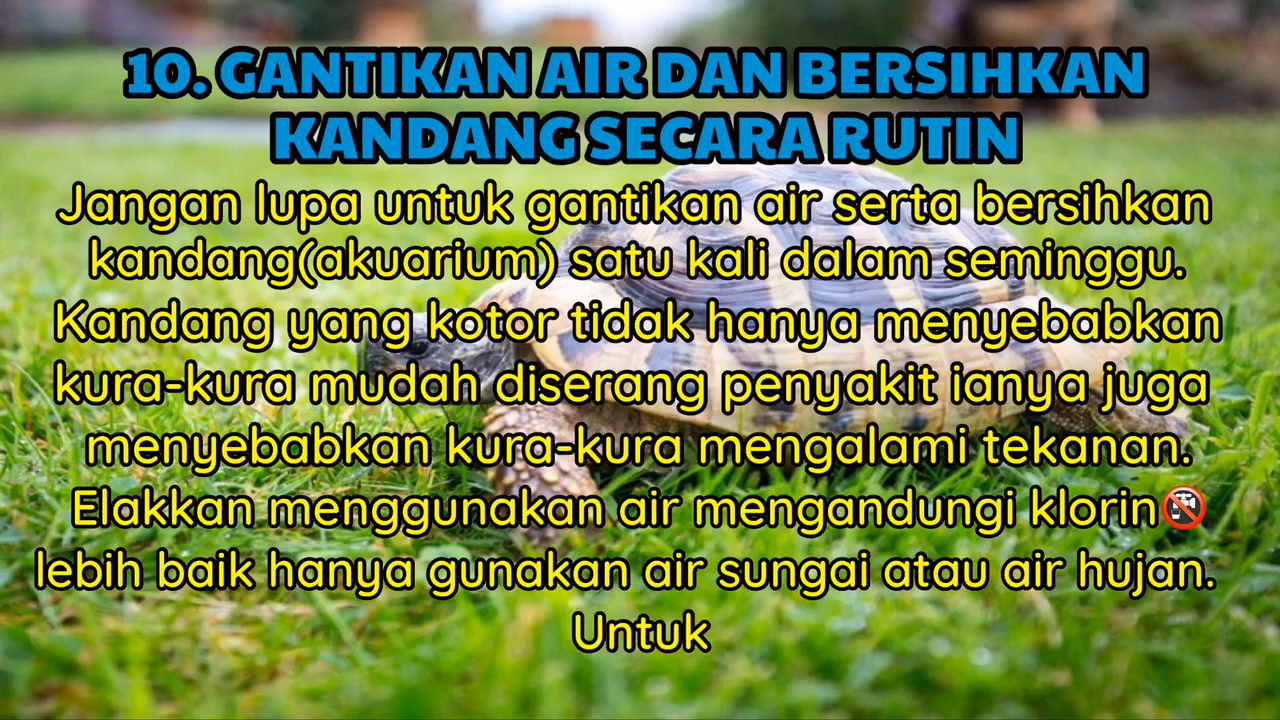 10. GANTIKAN AIR DAN BERSIHKAN
KANDANG SECARA RUTIN
Jangan lupa untuk gantikan air serta bersihkan
kandang(akuarium) satu kali dalam seminggu.
Kandang yang kotor tidak hanya menyebabkan
kura-kura mudah diserang penyakit ianya juga
menyebabkan kura-kura mengalami tekanan.
Elakkan menggunakan air mengandungi klorin🚱
lebih baik hanya gunakan air sungai atau air hujan.
Untuk